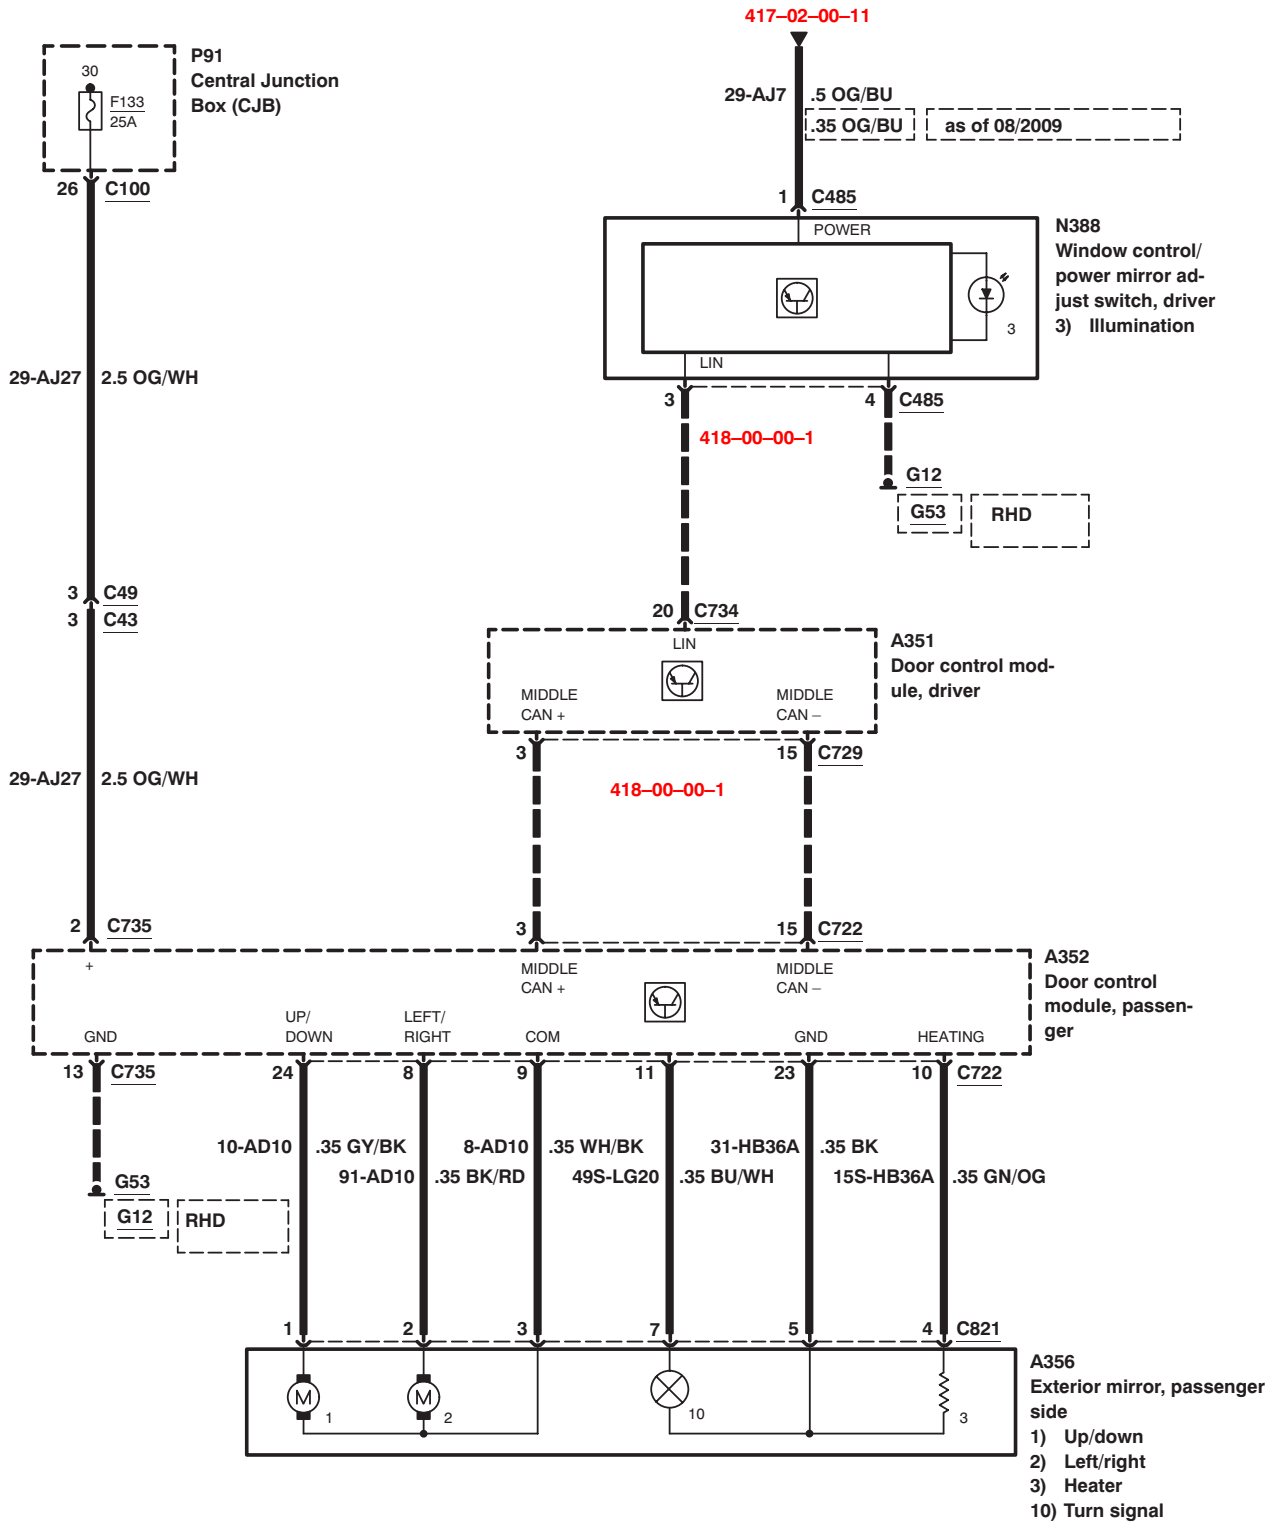 417–02–00–11
P91
Central Junction
Box (CJB)
30
F133
25A
26 C100
29-AJ7 .5 OG/BU
.35 OG/BU as of 08/2009
1 C485
POWER
N388
Window control/
power mirror ad-
just switch, driver
3) Illumination
3
LIN
29-AJ27 2.5 OG/WH
3 4 C485
418–00–00–1
G12
G53 RHD
3 C49
3 C43
20 C734
LIN
A351
Door control mod-
ule, driver
MIDDLE MIDDLE
CAN + CAN –
3 15 C729
29-AJ27 2.5 OG/WH
418–00–00–1
2 C735
3 15 C722
+
MIDDLE MIDDLE
CAN + CAN –
A352
Door control
module, passen-
ger
UP/ LEFT/
GND DOWN RIGHT COM GND HEATING
13 C735 24 8 9 11 23 10 C722
10-AD10 .35 GY/BK 8-AD10 .35 WH/BK 31-HB36A .35 BK
91-AD10 .35 BK/RD 49S-LG20 .35 BU/WH 15S-HB36A .35 GN/OG
G53
G12 RHD
1 2 3 7 5 4 C821
M M
1 2 10 3
A356
Exterior mirror, passenger
side
1) Up/down
2) Left/right
3) Heater
10) Turn signal